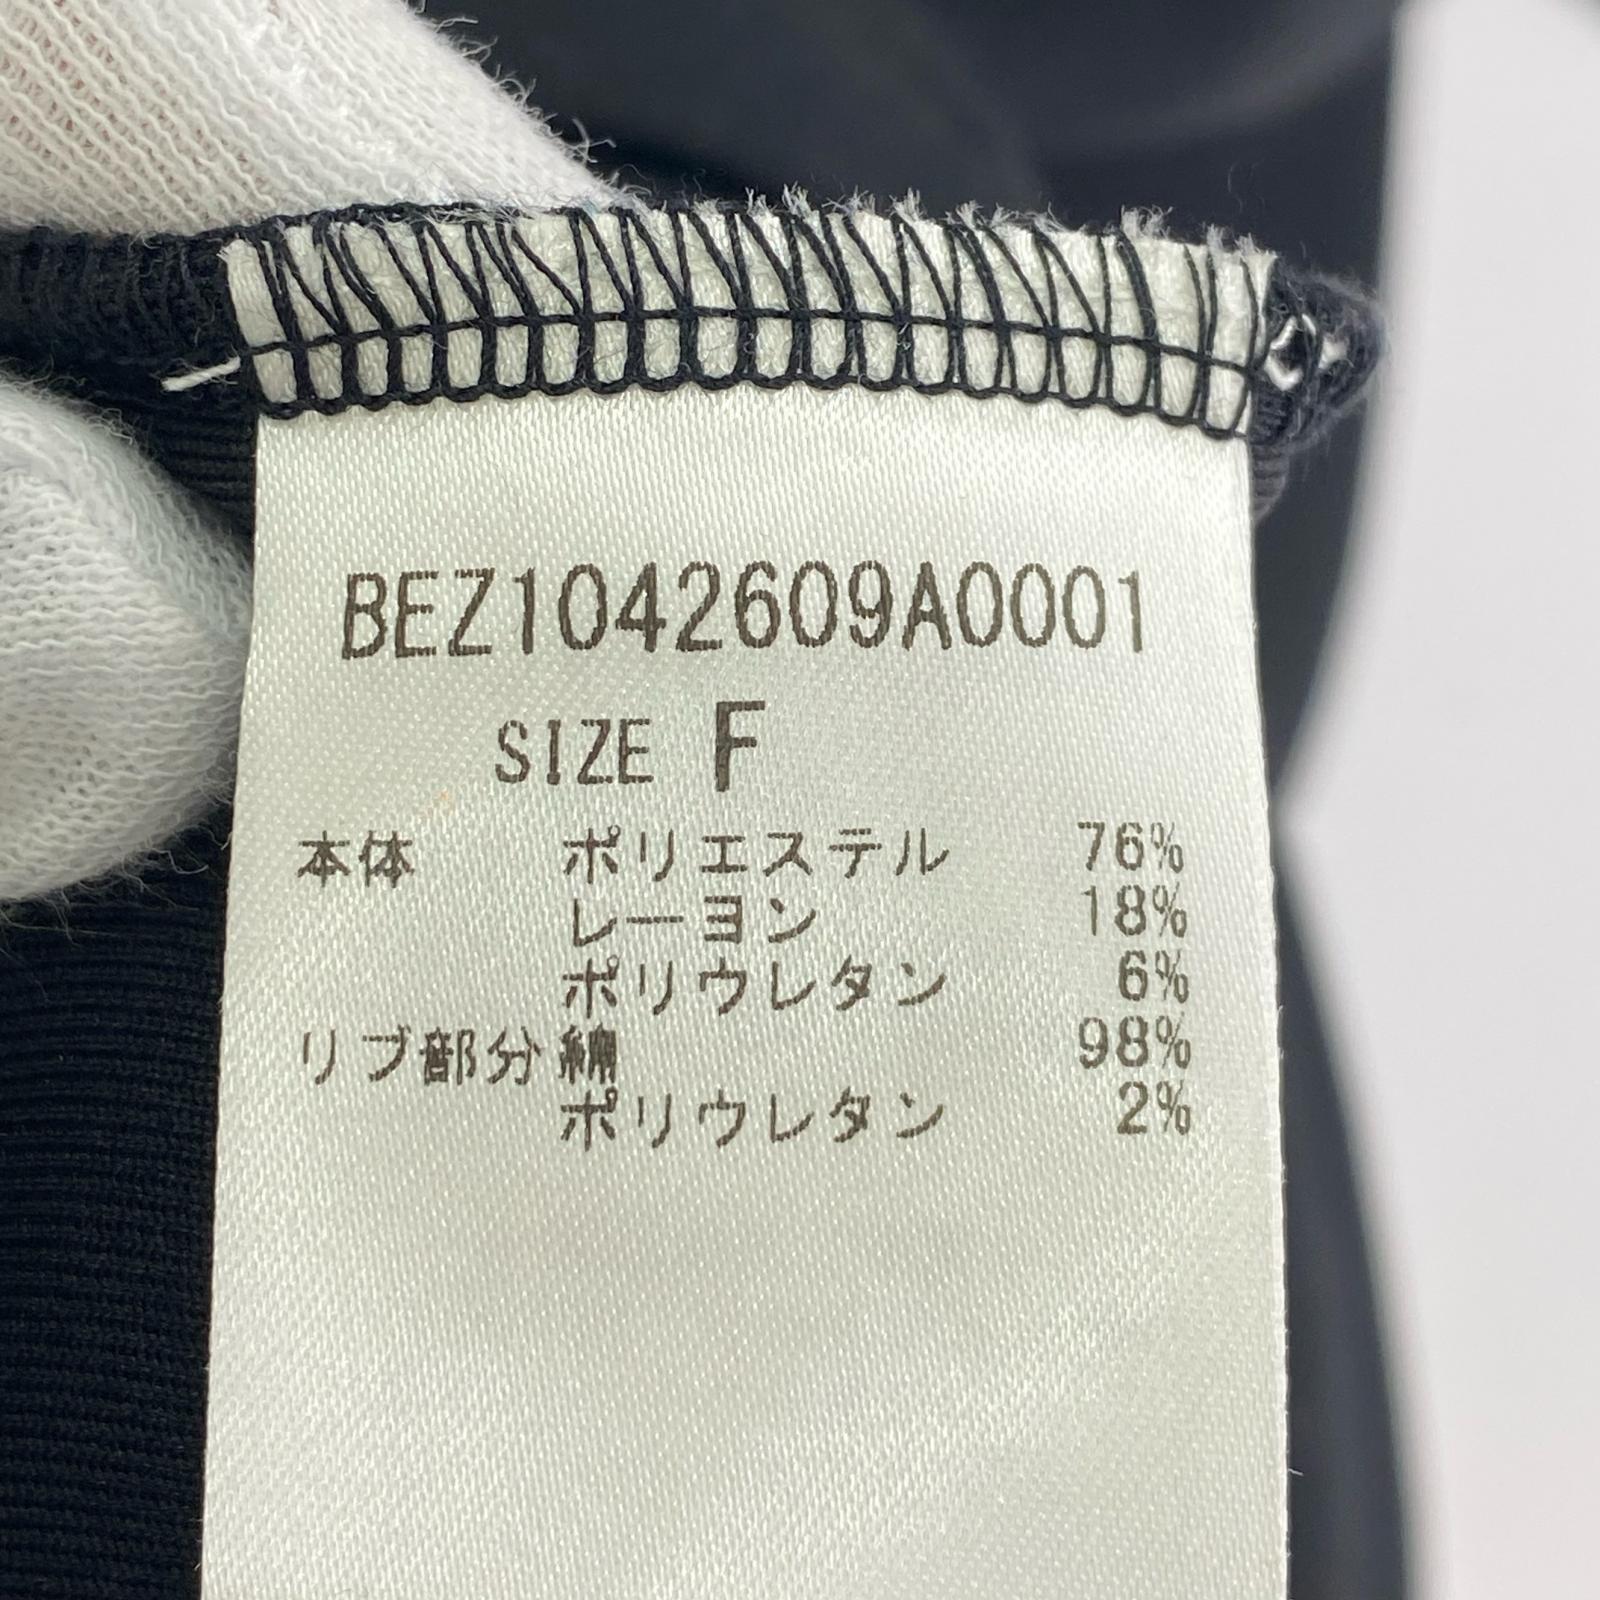 BEZ1042609A0001
SIZE F
本体 ポリエステル 76%
レーヨン 18%
ポリウレタン 6%
リブ部分 綿 98%
ポリウレタン 2%